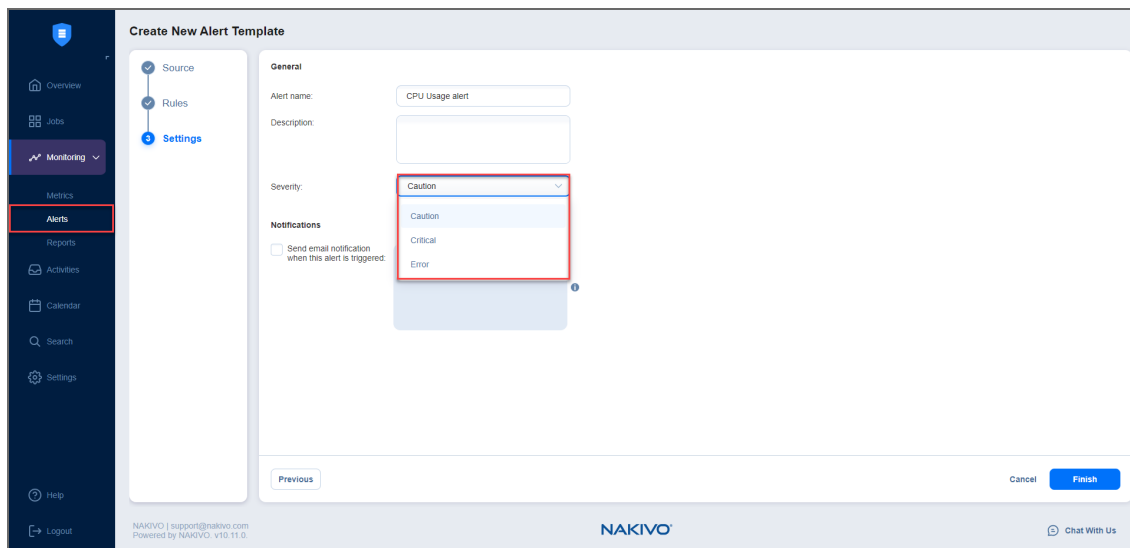 Create New Alert Template
Overview
Jobs
Monitoring
Metrics
Alerts
Reports
Activities
Calendar
Search
Settings
Help
Logout
Source
Rules
3 Settings
General
Alert name: CPU Usage alert
Description:
Severity: Caution
Caution
Critical
Error
Notifications
Send email notification
when this alert is triggered:
Previous
Cancel
Finish
NAKIVO | support@nakivo.com
Powered by NAKIVO. v10.11.0.
NAKIVO®
Chat With Us